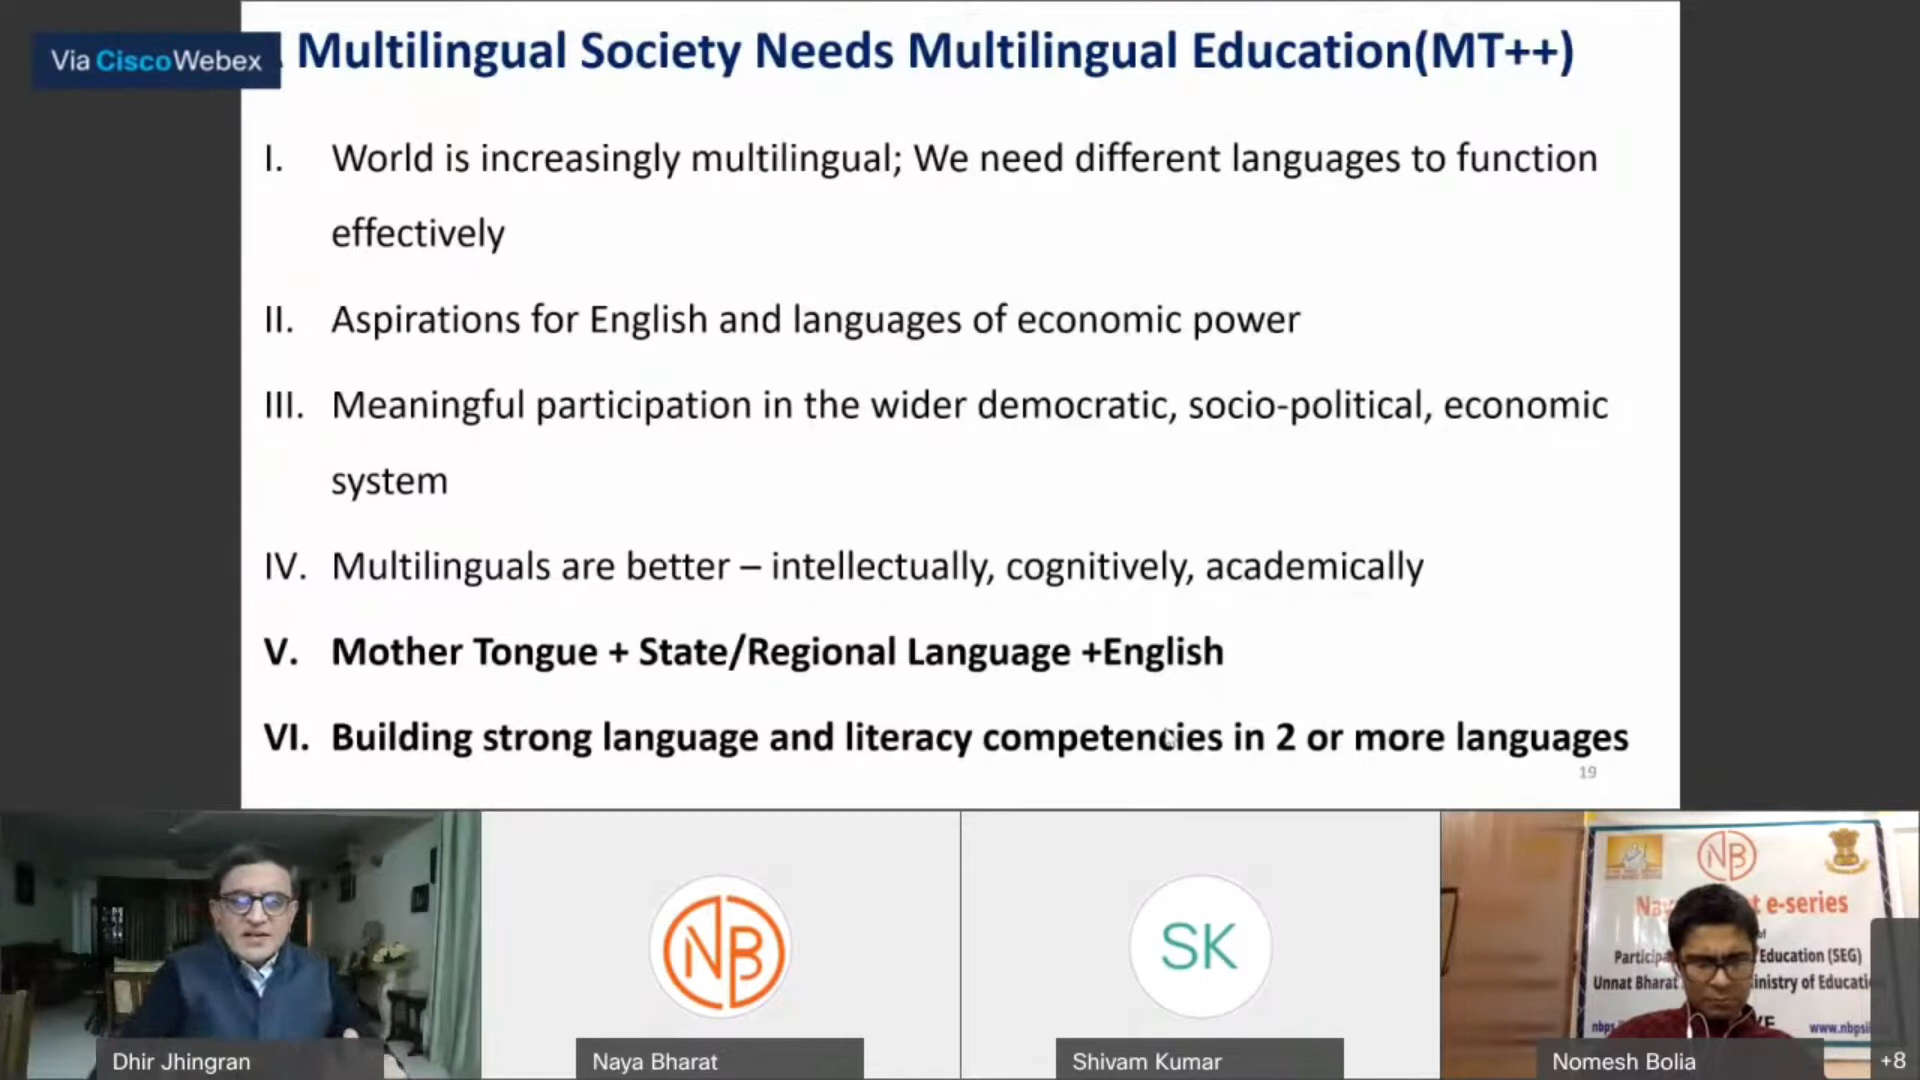 Via CiscoWebex
Multilingual Society Needs Multilingual Education(MT++)
I. World is increasingly multilingual; We need different languages to function
effectively
II. Aspirations for English and languages of economic power
III. Meaningful participation in the wider democratic, socio-political, economic
system
IV. Multilinguals are better – intellectually, cognitively, academically
V. Mother Tongue + State/Regional Language +English
VI. Building strong language and literacy competencies in 2 or more languages
19
Dhir Jhingran
NB
Naya Bharat
SK
Shivam Kumar
NB
e-series
Education (SEG)
Unnat Bharat
Nomesh Bolia
+8